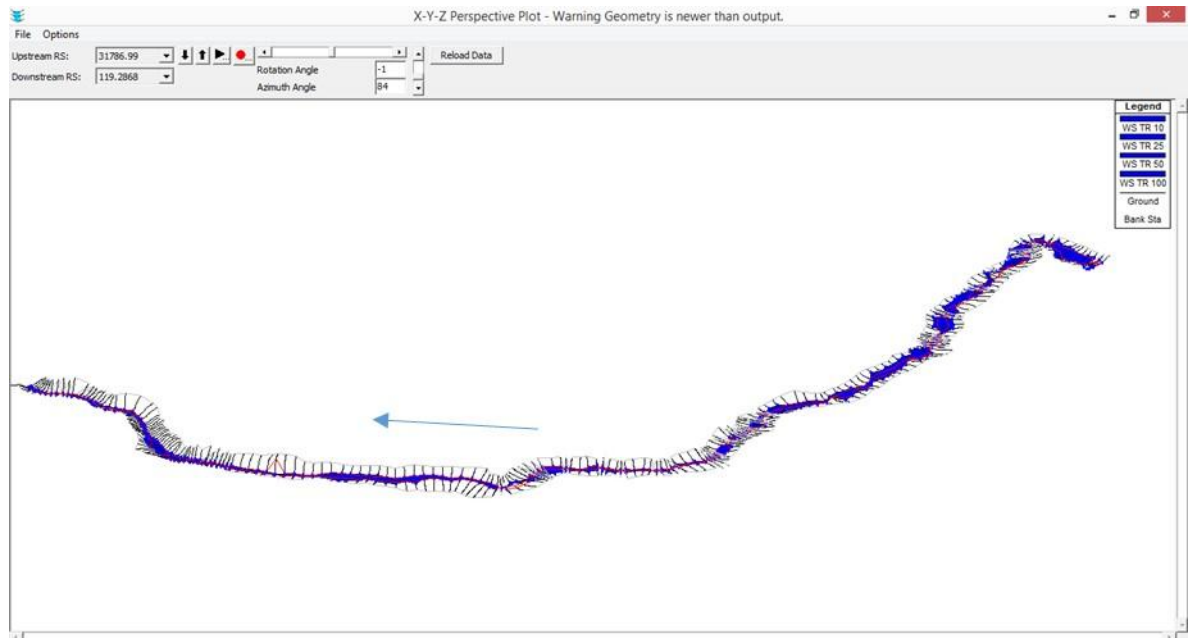 X-Y-Z Perspective Plot - Warning Geometry is newer than output.
File Options
Upstream RS: 31786.99
Reload Data
Downstream RS: 119.2868
Rotation Angle -1
Azimuth Angle 84
Legend
WS TR 10
WS TR 25
WS TR 50
WS TR 100
Ground
Bank Sta